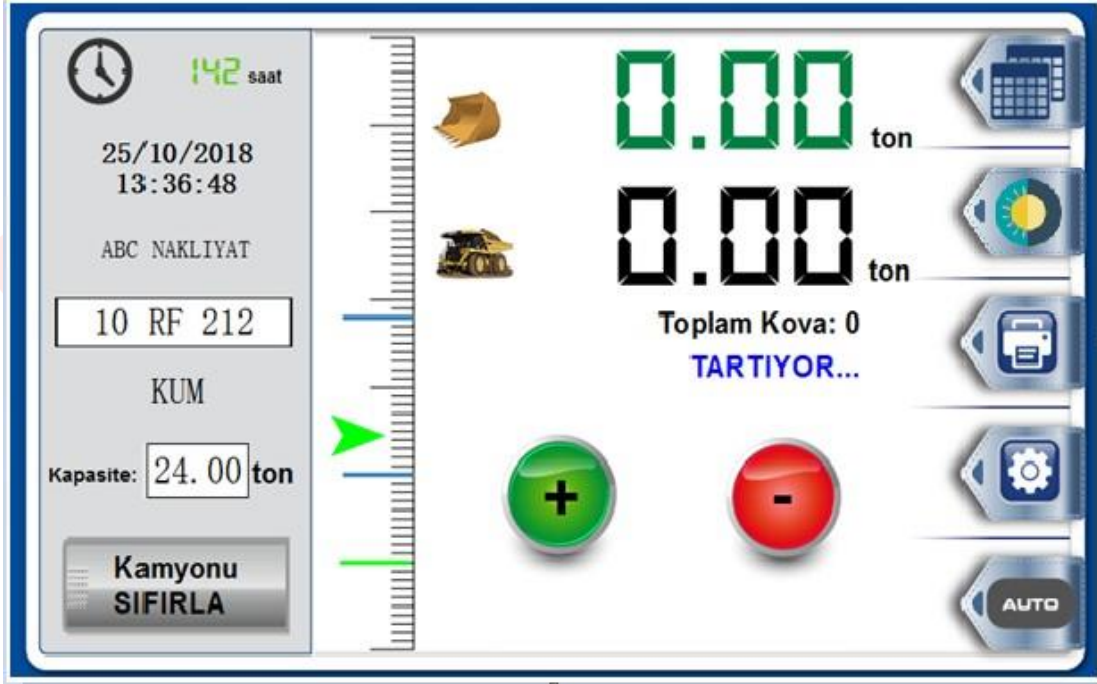 142 saat
25/10/2018
13:36:48
ABC NAKLIYAT
10 RF 212
KUM
Kapasite: 24.00 ton
Kamyonu
SIFIRLA
0.00 ton
0.00 ton
Toplam Kova: 0
TARTIYOR...
+ -
AUTO